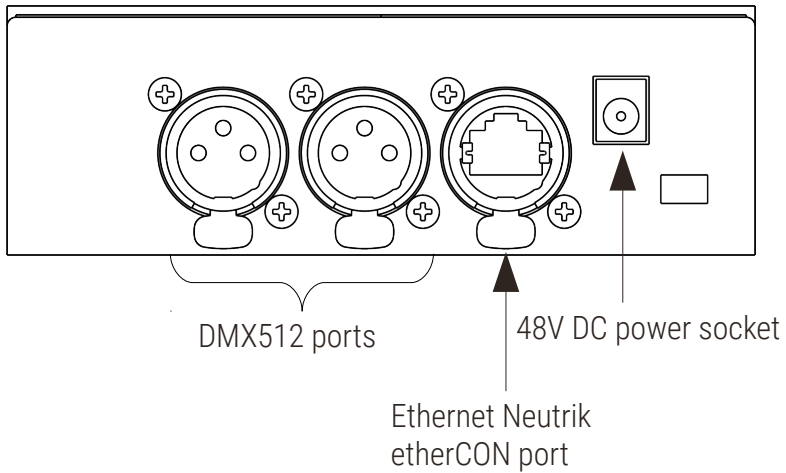 DMX512 ports
48V DC power socket
Ethernet Neutrik
etherCON port